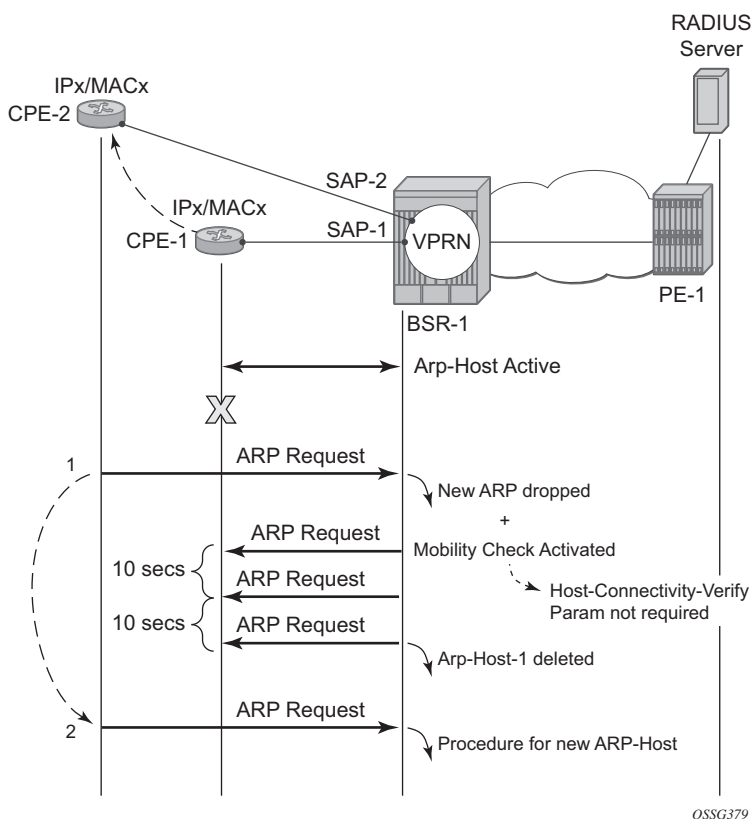 RADIUS
Server
IPx/MACx
CPE-2
SAP-2
IPx/MACx
CPE-1
SAP-1
VPRN
PE-1
BSR-1
Arp-Host Active
X
1
ARP Request
New ARP dropped
+
ARP Request
Mobility Check Activated
10 secs
ARP Request
Host-Connectivity-Verify
Param not required
10 secs
ARP Request
Arp-Host-1 deleted
ARP Request
2
Procedure for new ARP-Host
OSSG379